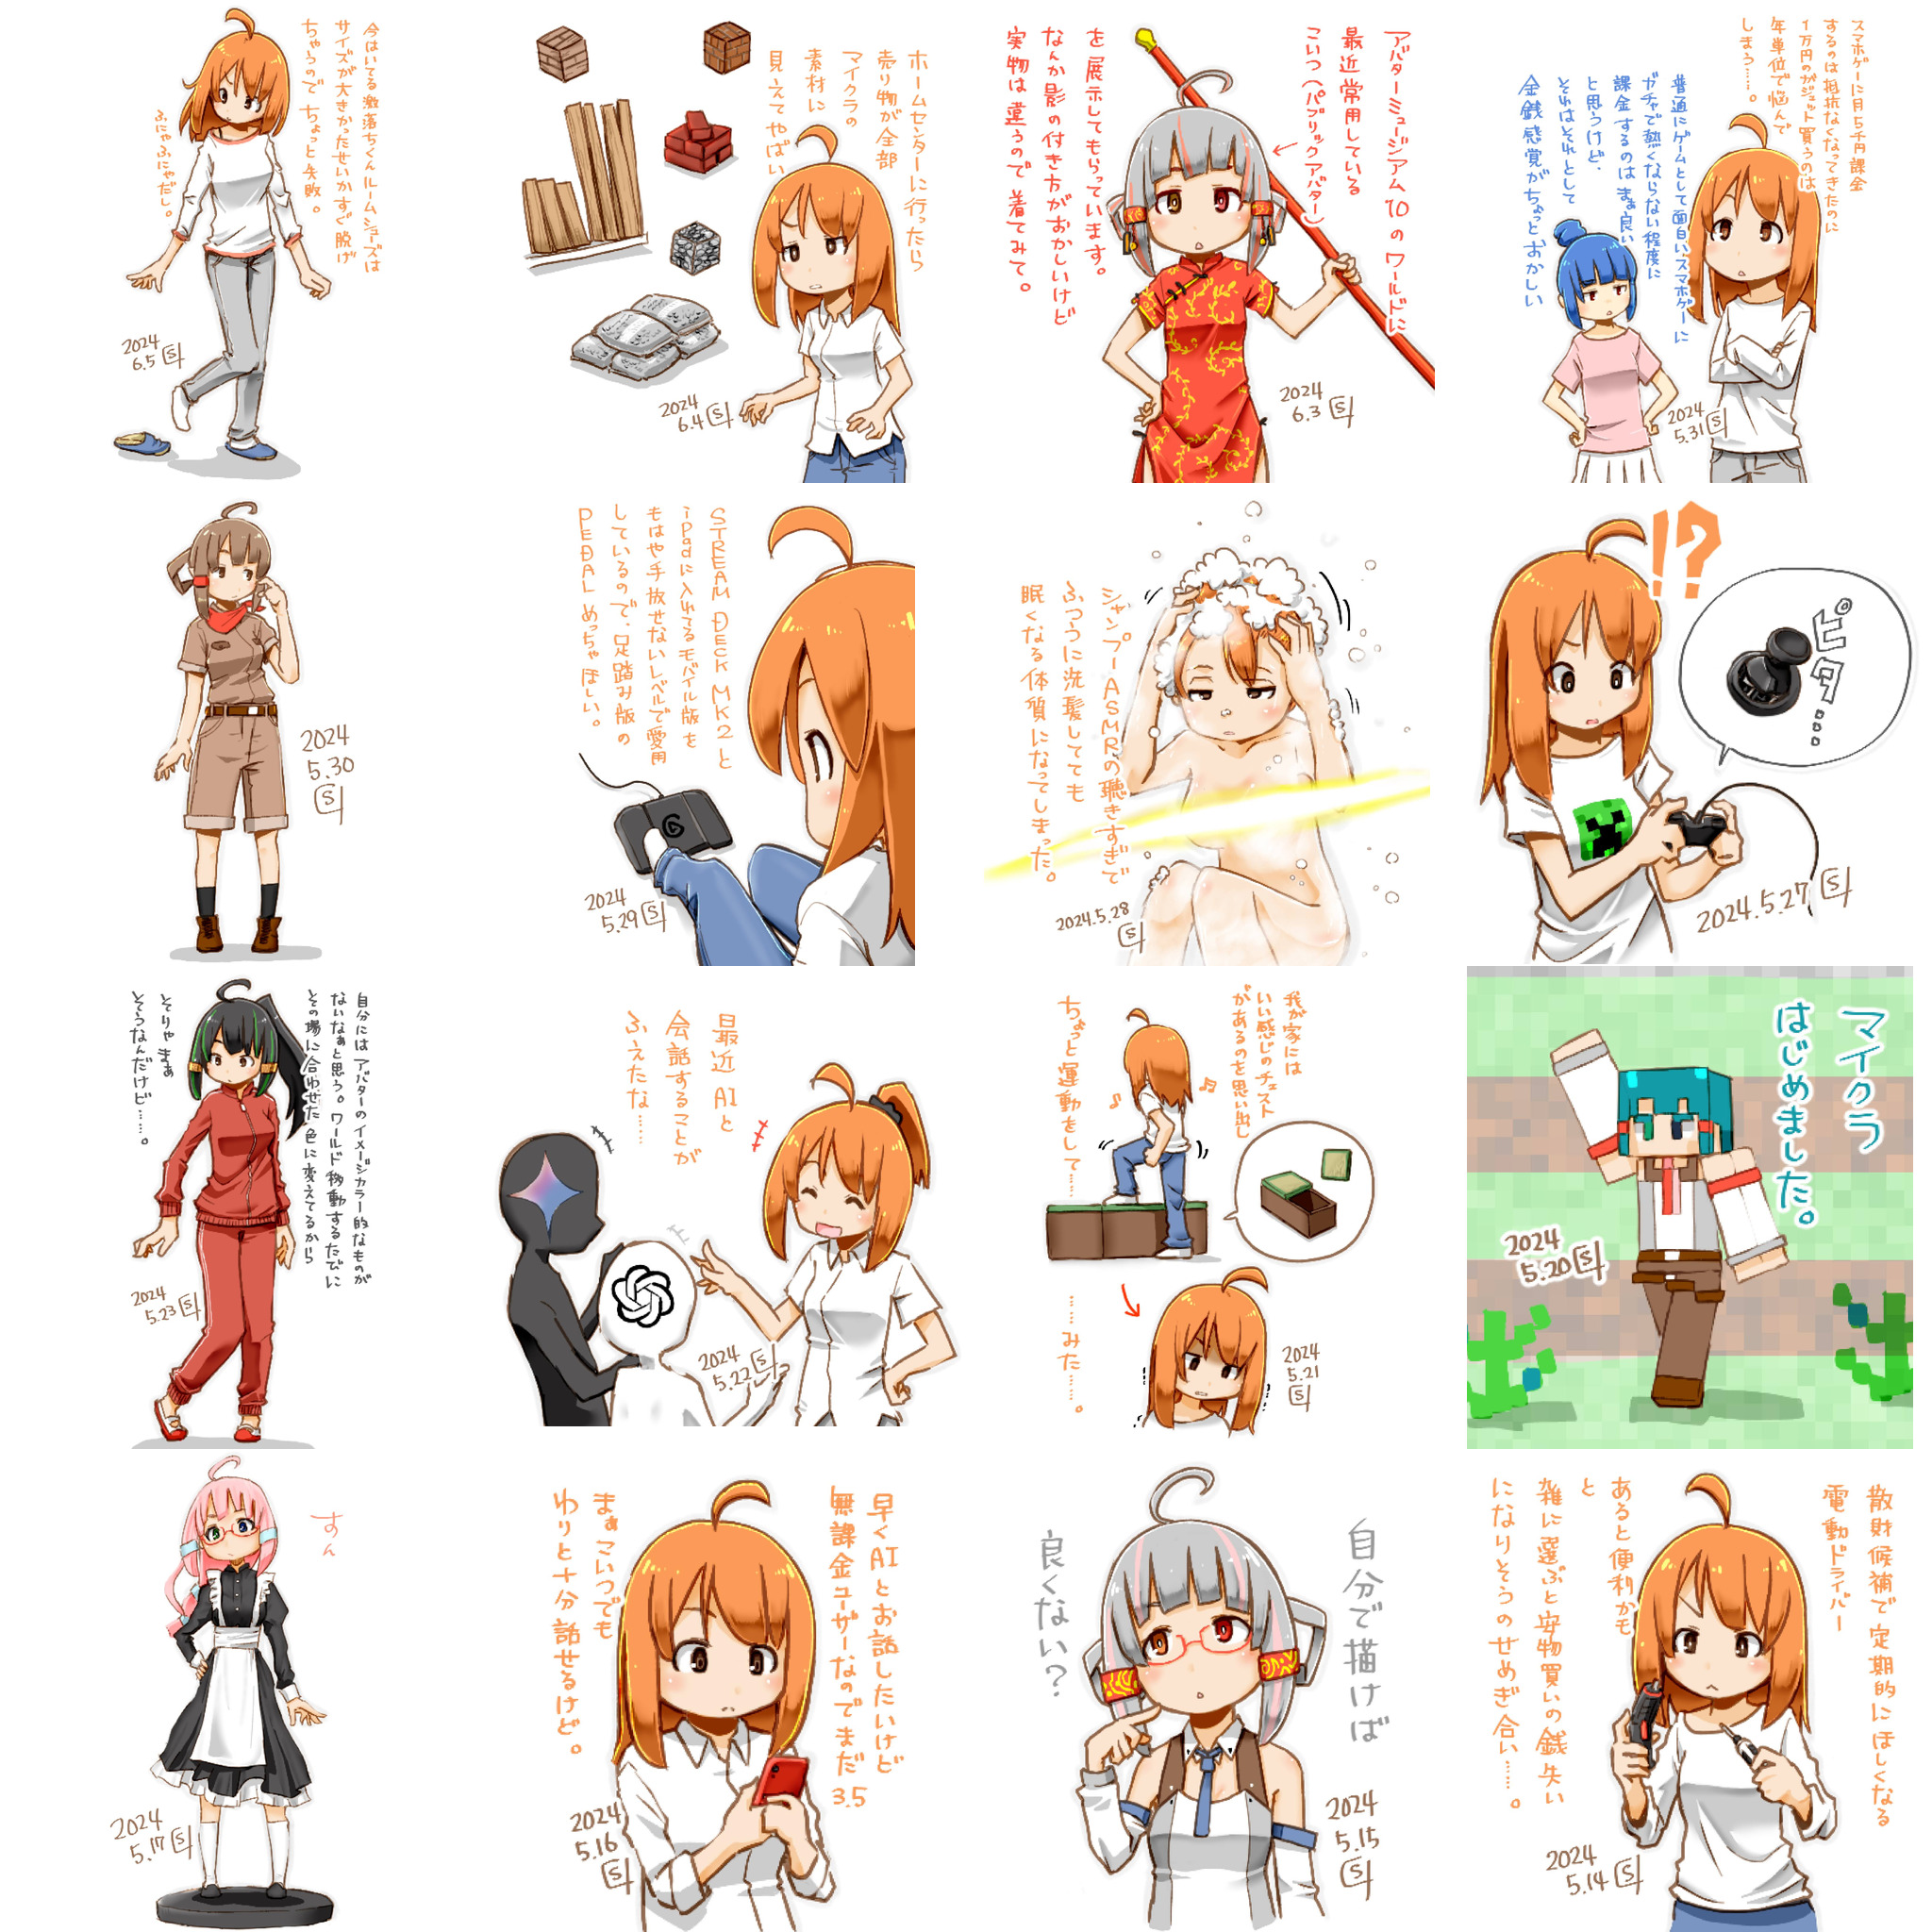 今はいてる激落ちくんルームシューズは
サイズが大きかったせいかすぐ脱げ
ちゃうので ちょっと失敗。
ふにゃふにゃだし。
2024
6.5
ホームセンターに行ったら
売り物が全部
マイクラの
素材に
見えてやばい
2024
6.4
アバターミュージアム10のワールドに
最近常用している
こいつ(パブリックアバター)
を展示してもらっています。
なんか影の付き方がおかしいけど
実物は違うので着てみて。
2024
6.3
スマホゲーに月5千円課金
するのは抵抗なくなってきたのに
1万円のガジェット買うのは
年単位で悩んで
しまう……。
普通にゲームとして面白いスマホゲーに
ガチャで熱くならない程度に
課金するのはまぁ良い
と思うけど、
それはそれとして
金銭感覚がちょっとおかしい
2024
5.31
2024
5.30
STREAM DECK MK2と
iPadに入れてるモバイル版を
もはや手放せないレベルで愛用
しているので、足踏み版の
PEDALめっちゃほしい。
2024
5.29
シャンプーASMRの聴きすぎで
ふつうに洗髪してても
眠くなる体質になってしまった。
2024.5.28
!?
ピタ…
2024.5.27
自分にはアバターのイメージカラー的なものが
ないなぁと思う。ワールド移動するたびに
その場に合わせた色に変えてるから
そりゃまぁ
そうなんだけど……。
2024
5.23
最近AIと
会話することが
ふえたな……
2024
5.22
我が家には
いい感じのチェスト
があるのを思い出し
ちょっと運動をして……
……みた……。
2024
5.21
マイクラ
はじめました。
2024
5.20
すん
2024
5.17
早くAIとお話したいけど
無課金ユーザーなのでまだ3.5
まぁこいつでも
わりと十分話せるけど。
2024
5.16
自分で描けば
良くない?
2024
5.15
散財候補で定期的にほしくなる
電動ドライバー
あると便利かも
と
雑に選ぶと安物買いの銭失い
になりそうのせめぎ合い……。
2024
5.14